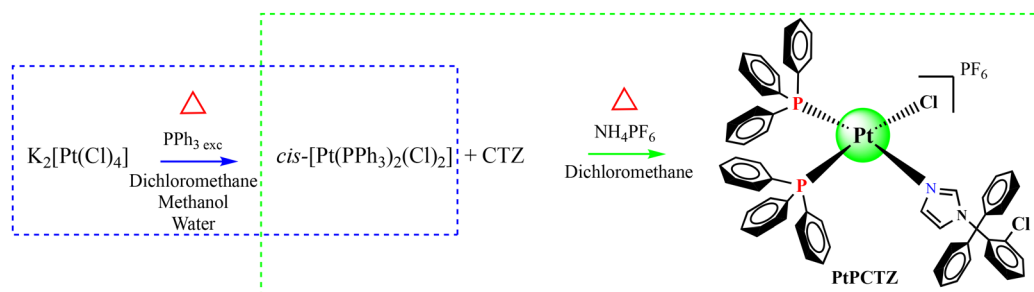 K2[Pt(Cl)4]
PPh3 exc
Dichloromethane
Methanol
Water
cis-[Pt(PPh3)2(Cl)2] + CTZ
NH4PF6
Dichloromethane
PF6
P
Cl
Pt
P
N
N
Cl
PtPCTZ